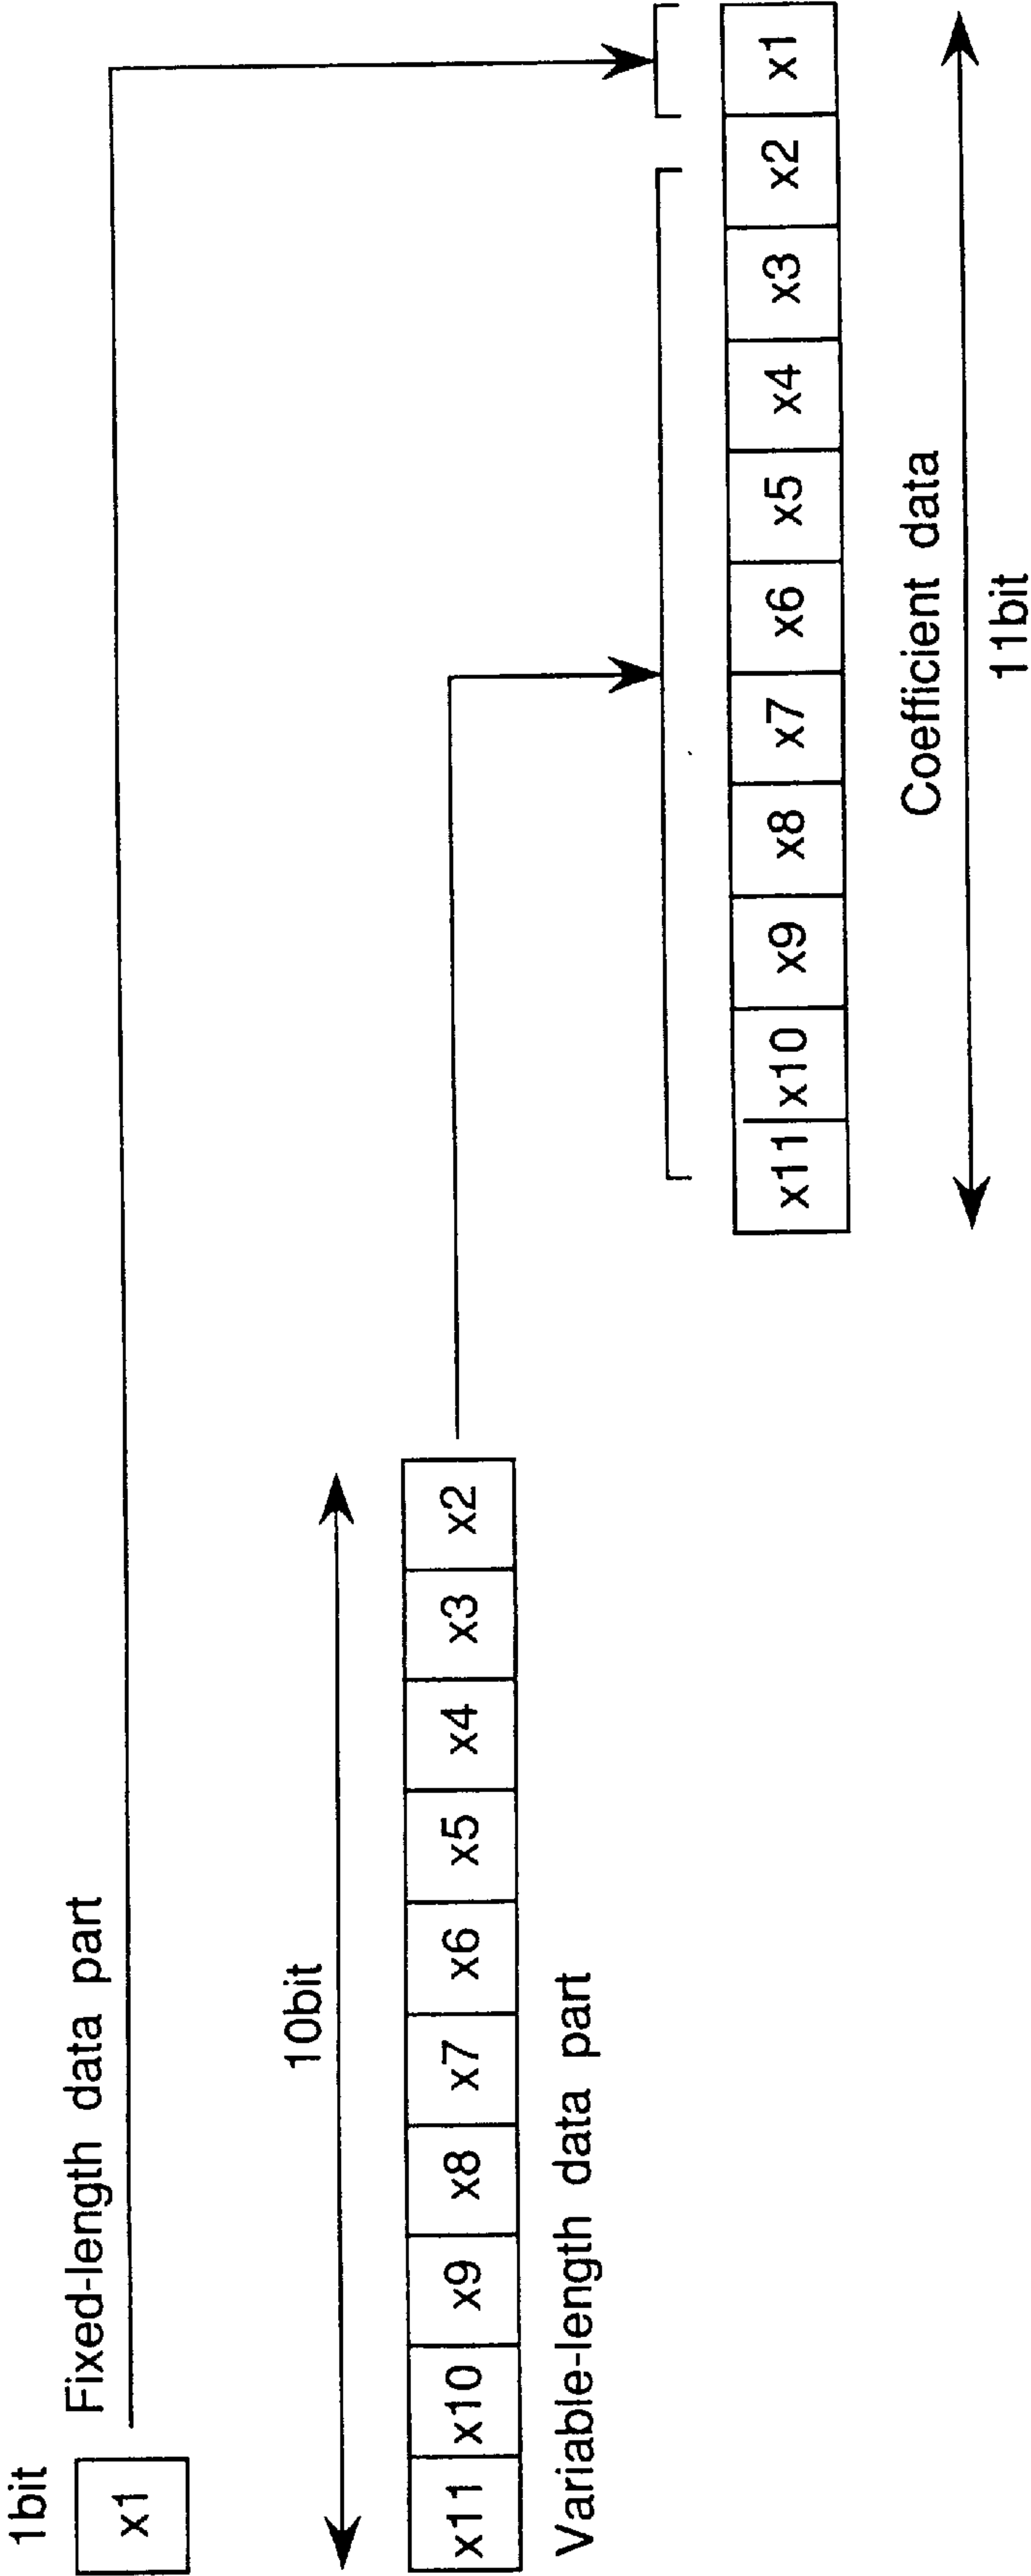 1bit
x1
Fixed-length data part
10bit
x11 x10 x9 x8 x7 x6 x5 x4 x3 x2
Variable-length data part
x11 x10 x9 x8 x7 x6 x5 x4 x3 x2 x1
Coefficient data
11bit